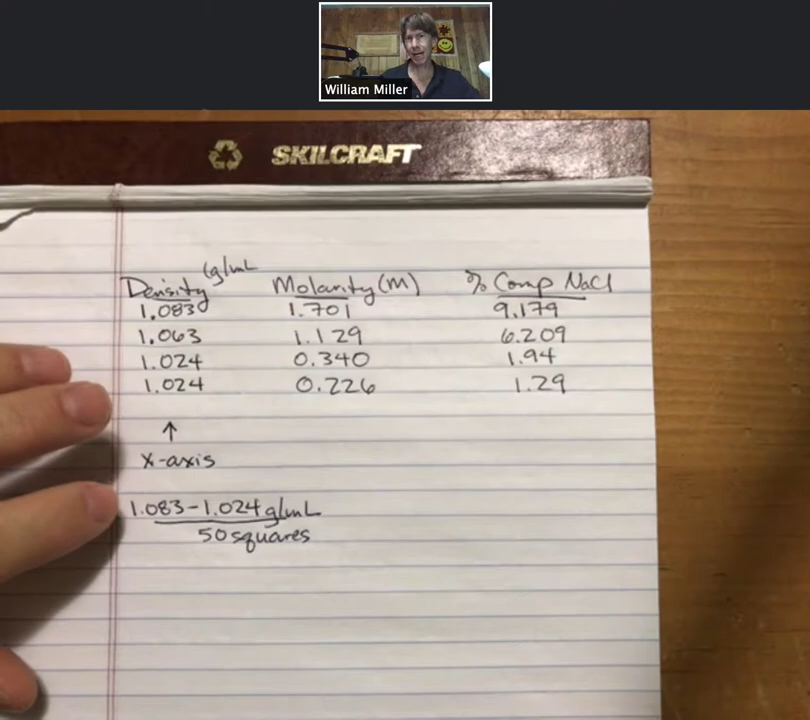 William Miller
SKILCRAFT
Density (g/mL Molarity (M) % Comp NaCl
1.083 1.701 9.179
1.063 1.129 6.209
1.024 0.340 1.94
1.024 0.226 1.29
↑
x-axis
1.083-1.024 g/mL
50 squares